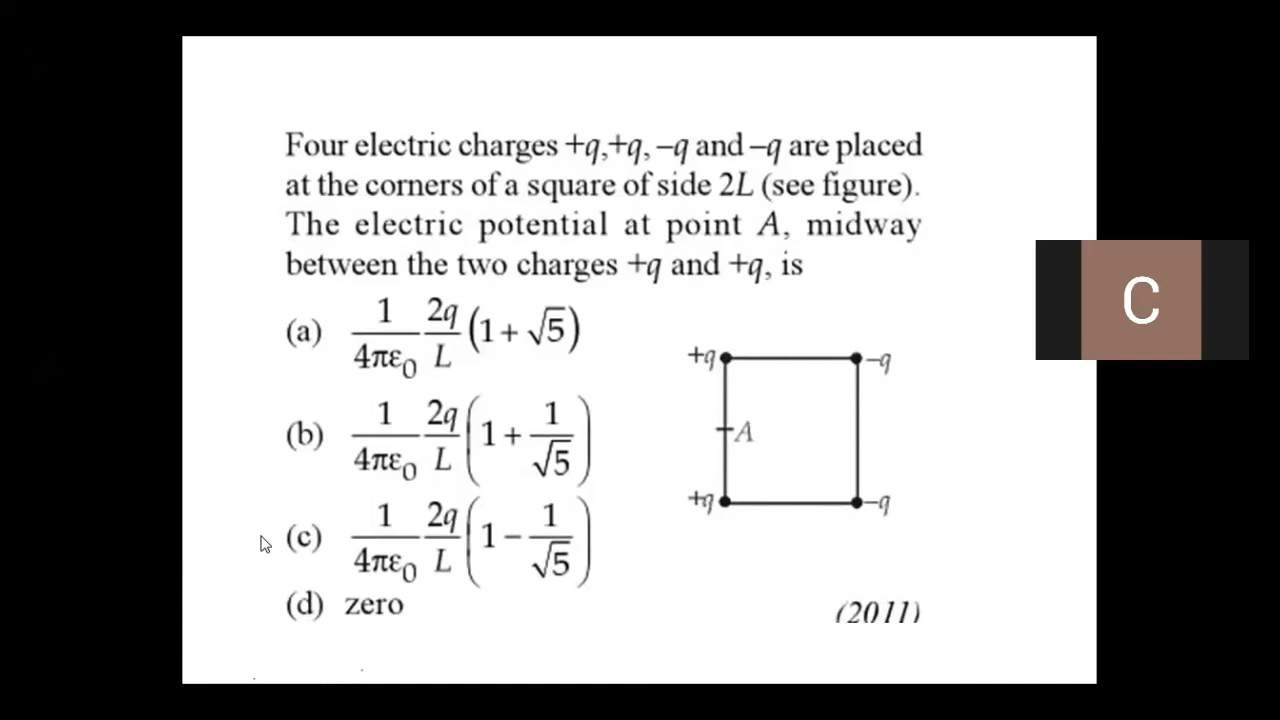 Four electric charges +q,+q, –q and –q are placed
at the corners of a square of side 2L (see figure).
The electric potential at point A, midway
between the two charges +q and +q, is
(a) 1/4πε₀ 2q/L (1 + √5)
(b) 1/4πε₀ 2q/L (1 + 1/√5)
(c) 1/4πε₀ 2q/L (1 − 1/√5)
(d) zero
(2011)
+q
–q
A
+q
–q
C